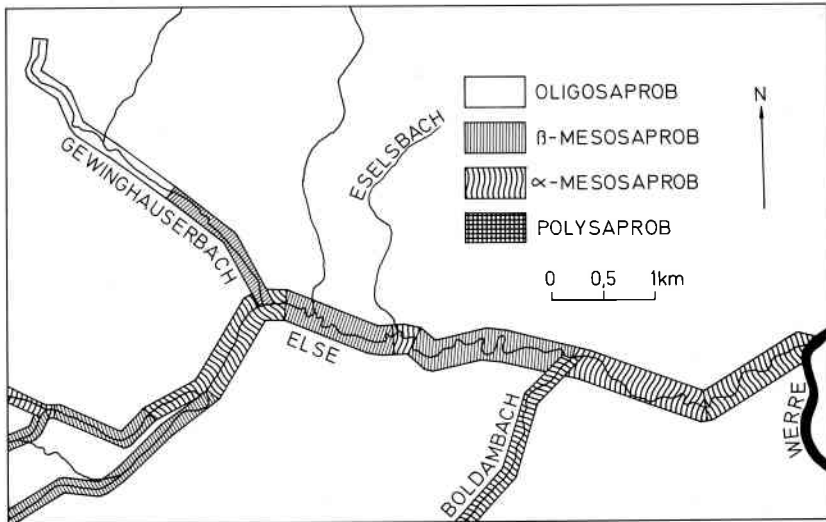 OLIGOSAPROB
ß-MESOSAPROB
∝-MESOSAPROB
POLYSAPROB
N
0 0,5 1km
GEWINGHAUSERBACH
ESELSBACH
ELSE
BOLDAMBACH
WERRE